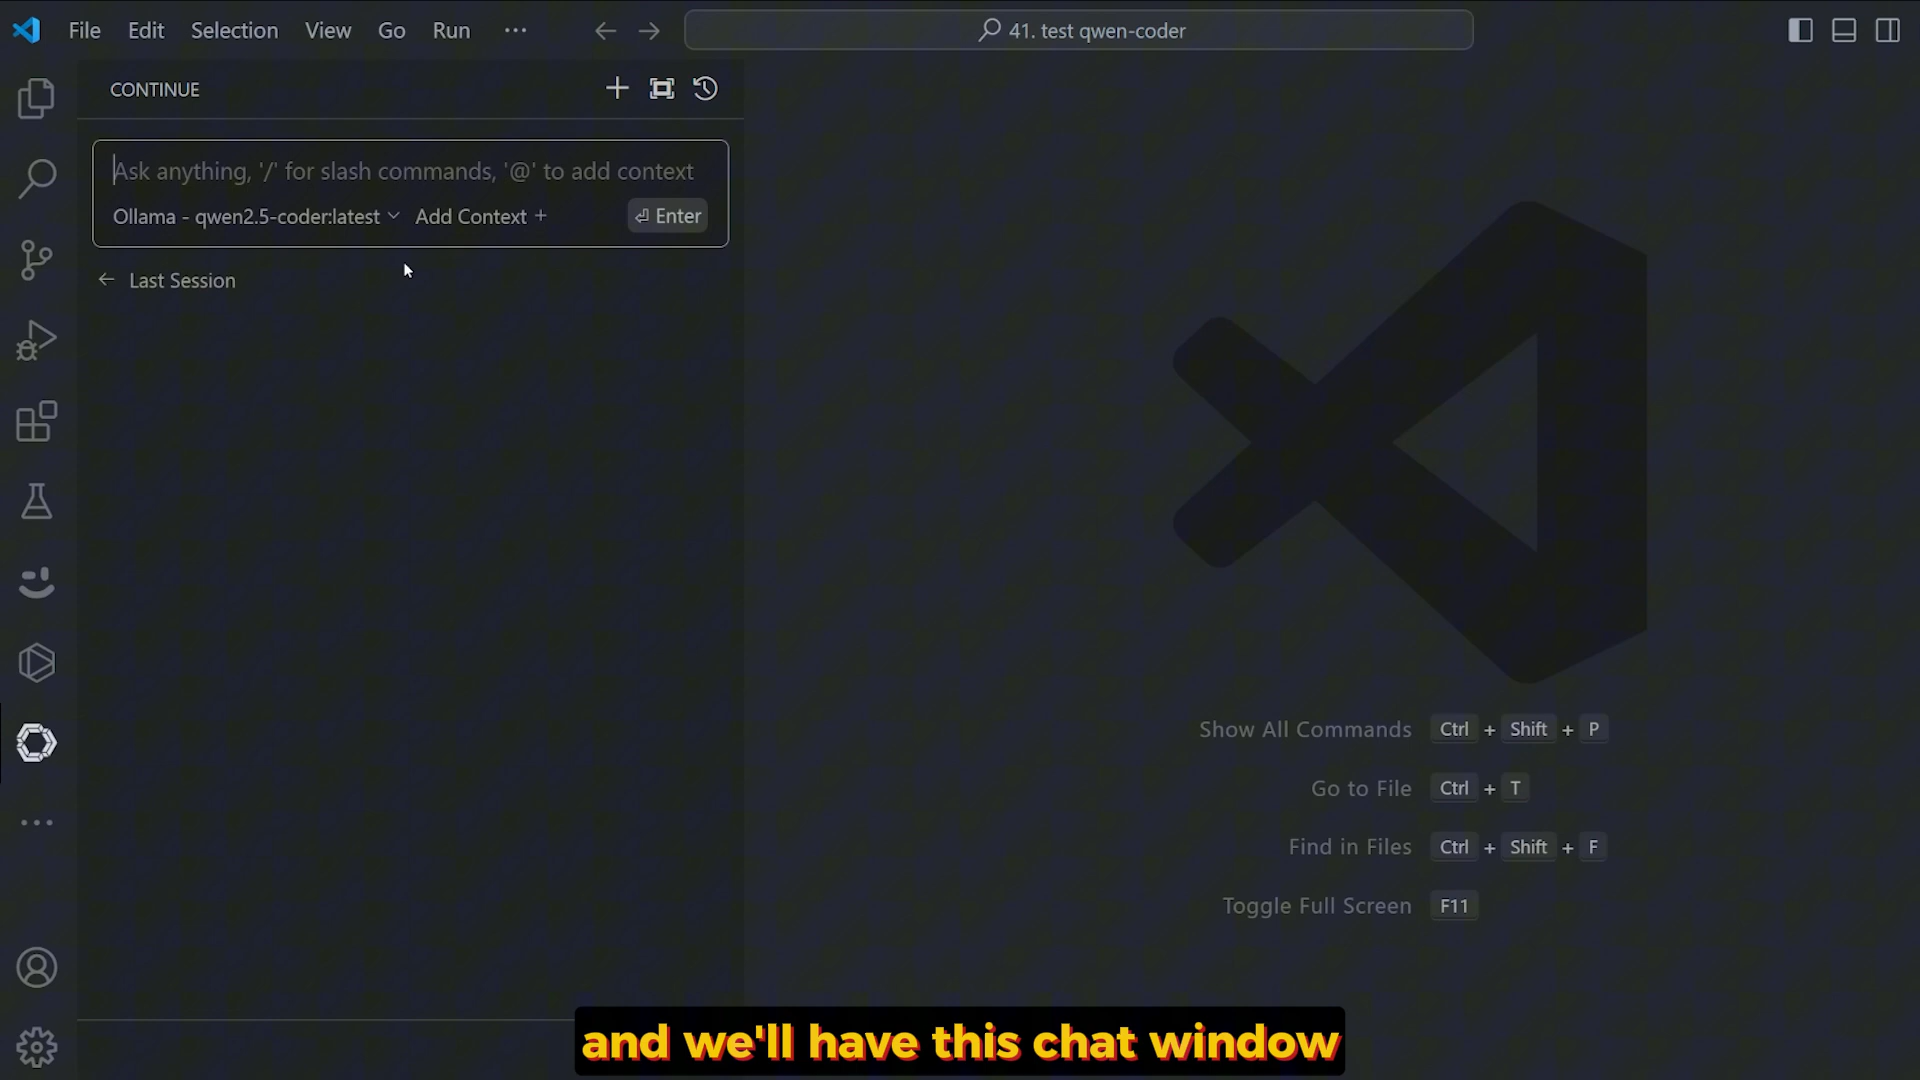 File Edit Selection View Go Run ···
41. test qwen-coder
CONTINUE
Ask anything, '/' for slash commands, '@' to add context
Ollama - qwen2.5-coder:latest Add Context + ⏎ Enter
← Last Session
Show All Commands Ctrl + Shift + P
Go to File Ctrl + T
Find in Files Ctrl + Shift + F
Toggle Full Screen F11
and we'll have this chat window